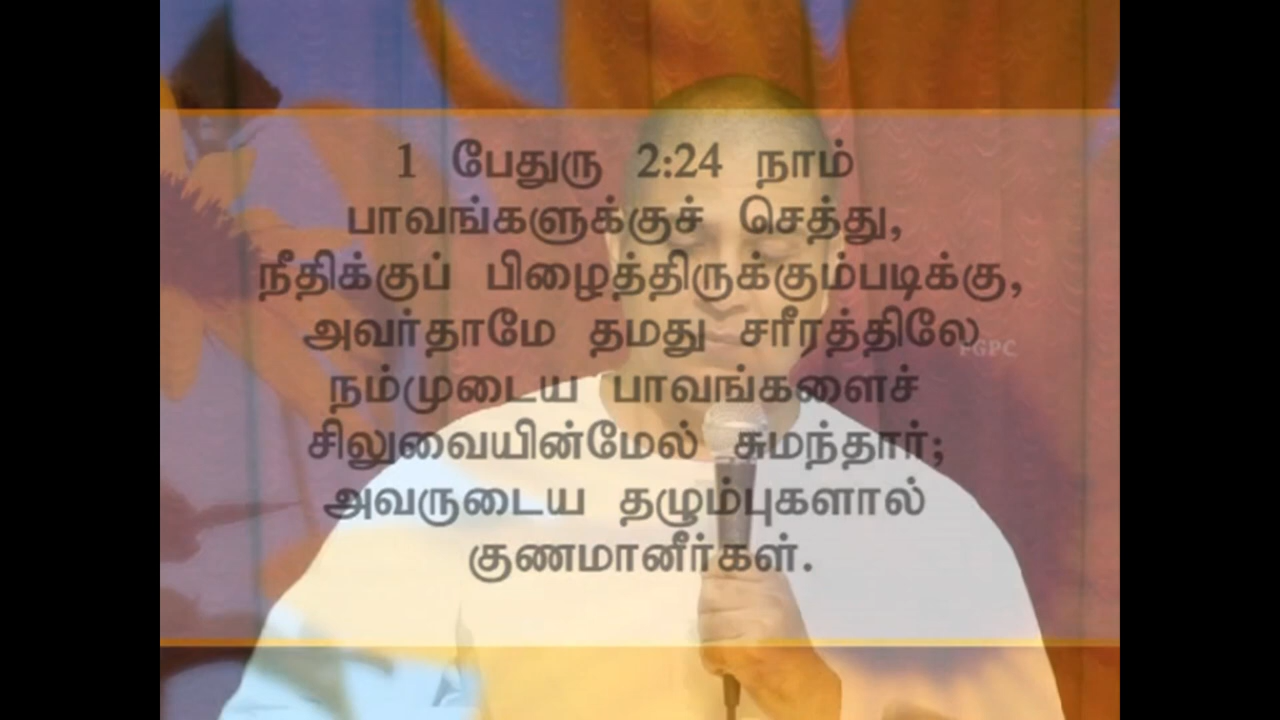 1 பேதுரு 2:24 நாம்
பாவங்களுக்குச் செத்து,
நீதிக்குப் பிழைத்திருக்கும்படிக்கு,
அவர்தாமே தமது சரீரத்திலே
FGPC
நம்முடைய பாவங்களைச்
சிலுவையின்மேல் சுமந்தார்;
அவருடைய தழும்புகளால்
குணமானீர்கள்.